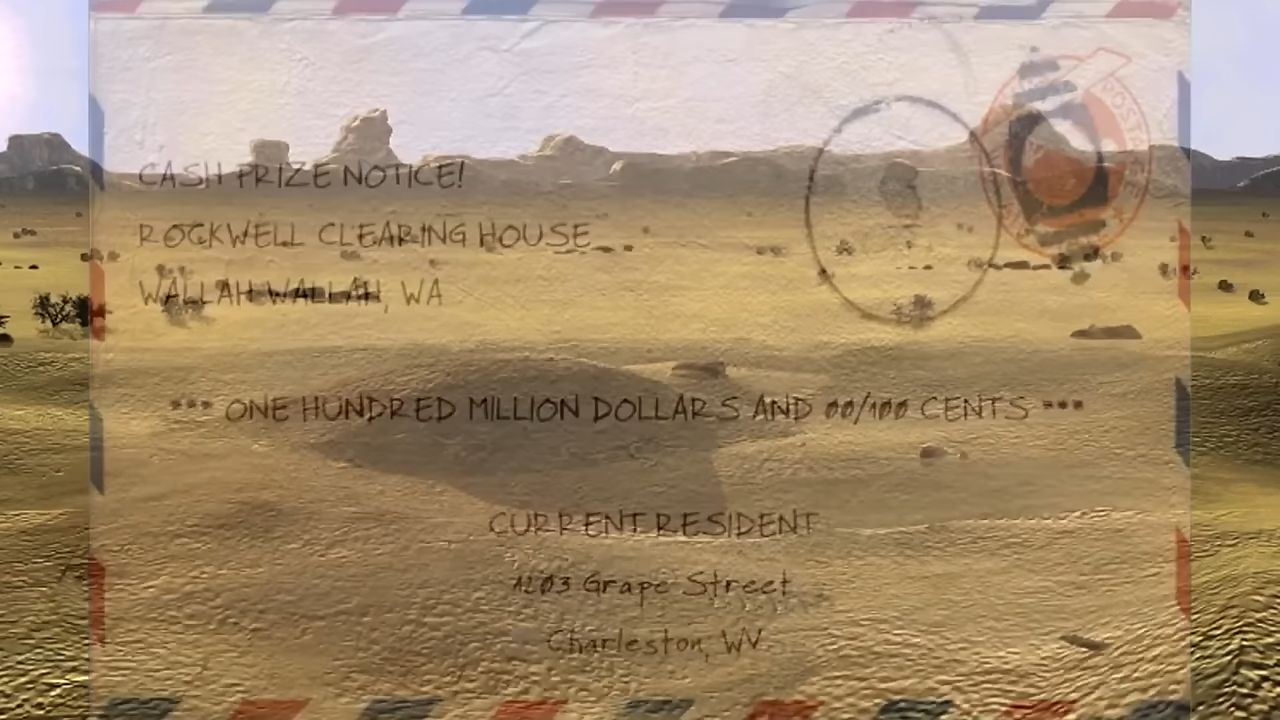 CASH PRIZE NOTICE!
ROCKWELL CLEARING HOUSE
WALLAH WALLAH, WA
*** ONE HUNDRED MILLION DOLLARS AND 00/100 CENTS ***
CURRENT RESIDENT
1203 Grape Street
Charleston, WV
POSTAGE